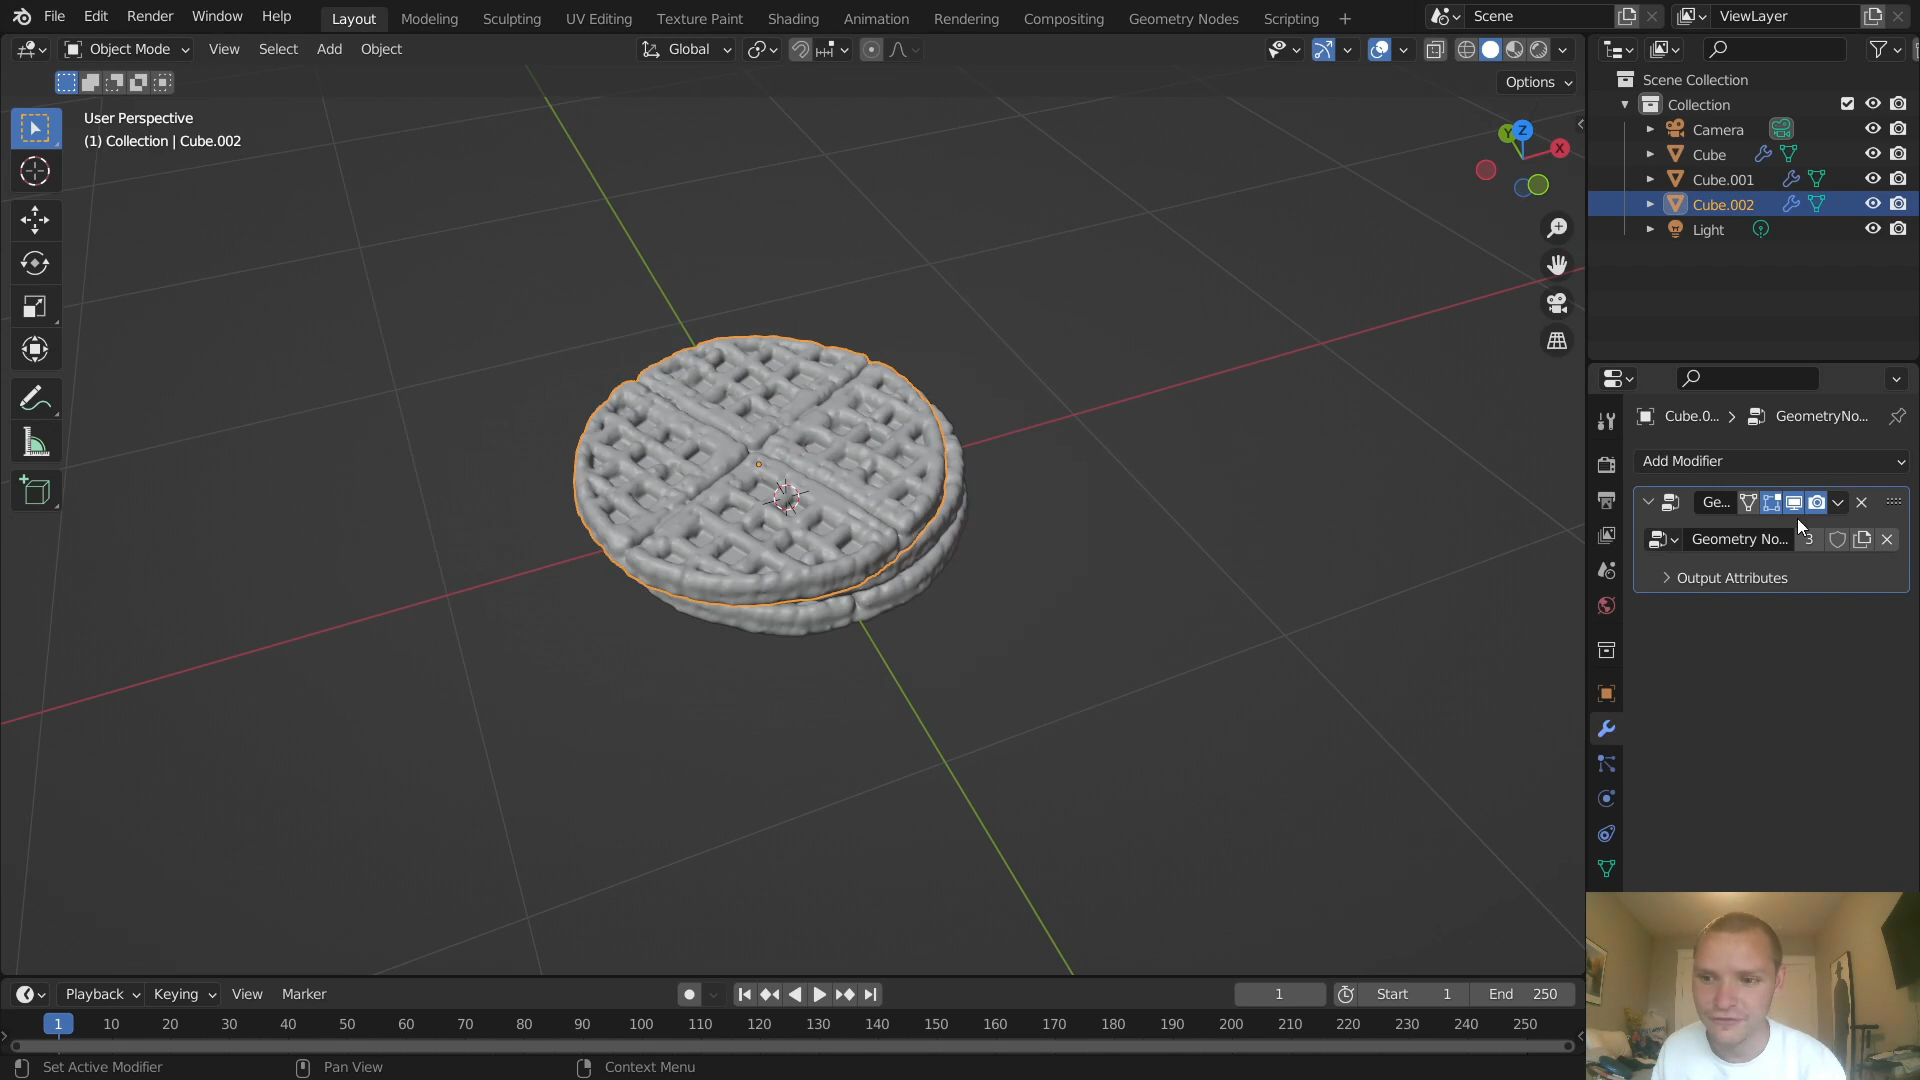 File Edit Render Window Help Layout Modeling Sculpting UV Editing Texture Paint Shading Animation Rendering Compositing Geometry Nodes Scripting + Scene ViewLayer
Object Mode View Select Add Object Global
Options
User Perspective
(1) Collection | Cube.002
Z
Y
X
Scene Collection
Collection
Camera
Cube
Cube.001
Cube.002
Light
Cube.0... GeometryNo...
Add Modifier
Ge...
Geometry No... 3
Output Attributes
Playback Keying View Marker 1 Start 1 End 250
1 10 20 30 40 50 60 70 80 90 100 110 120 130 140 150 160 170 180 190 200 210 220 230 240 250
Set Active Modifier Pan View Context Menu